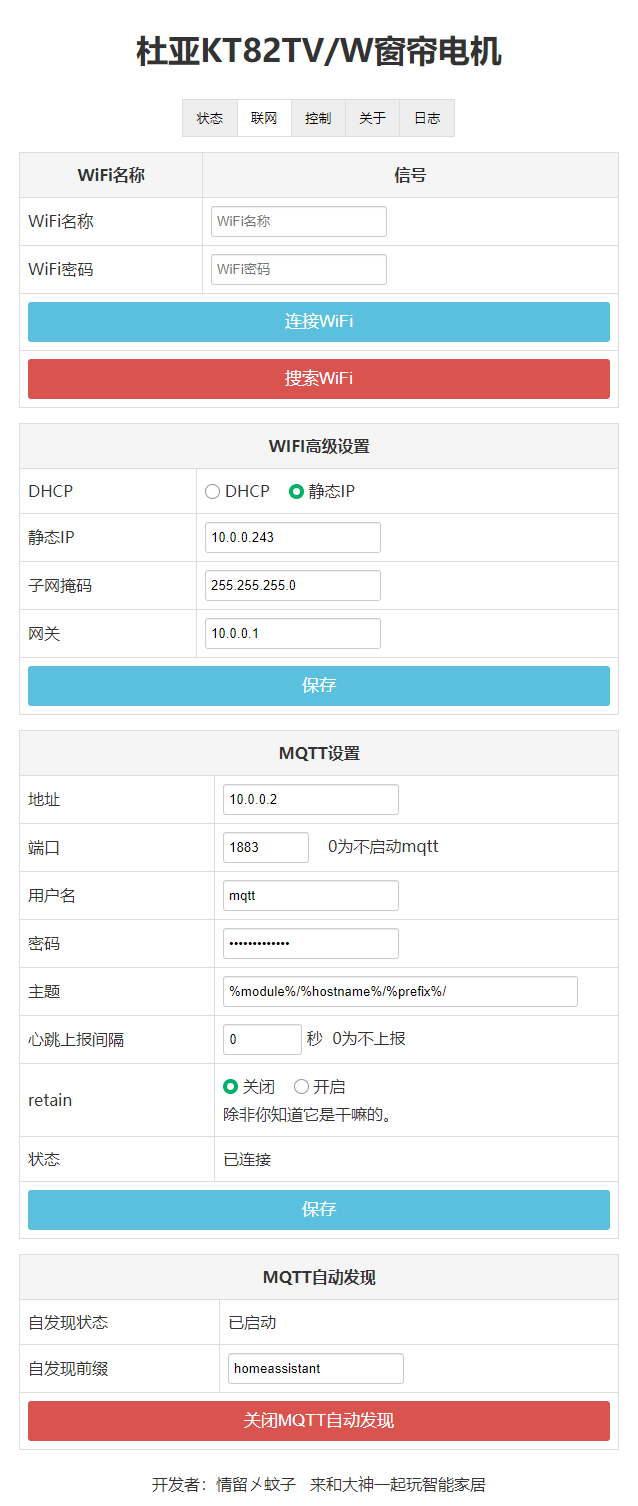 杜亚KT82TV/W窗帘电机
状态 联网 控制 关于 日志
WiFi名称 信号
WiFi名称 WiFi名称
WiFi密码 WiFi密码
连接WiFi
搜索WiFi
WIFI高级设置
DHCP DHCP 静态IP
静态IP 10.0.0.243
子网掩码 255.255.255.0
网关 10.0.0.1
保存
MQTT设置
地址 10.0.0.2
端口 1883 0为不启动mqtt
用户名 mqtt
密码 •••••••••••••
主题 %module%/%hostname%/%prefix%/
心跳上报间隔 0 秒 0为不上报
retain 关闭 开启
除非你知道它是干嘛的。
状态 已连接
保存
MQTT自动发现
自发现状态 已启动
自发现前缀 homeassistant
关闭MQTT自动发现
开发者：情留メ蚊子 来和大神一起玩智能家居